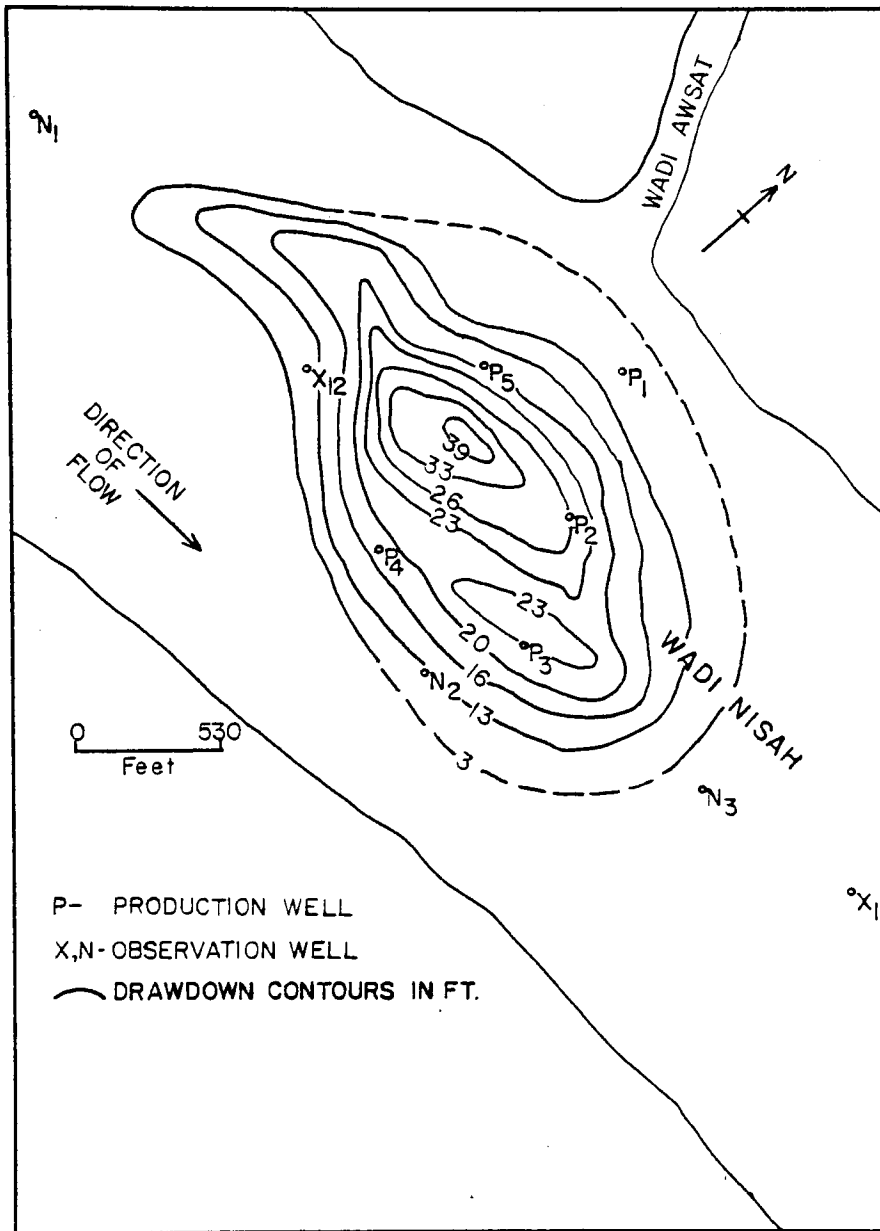 N1
WADI AWSAT
N
P5
P1
X12
DIRECTION
OF
FLOW
39
33
26
23
P2
P4
23
P3
20
16
N2
13
3
WADI NISAH
0 530
Feet
N3
X1
P- PRODUCTION WELL
X,N-OBSERVATION WELL
DRAWDOWN CONTOURS IN FT.